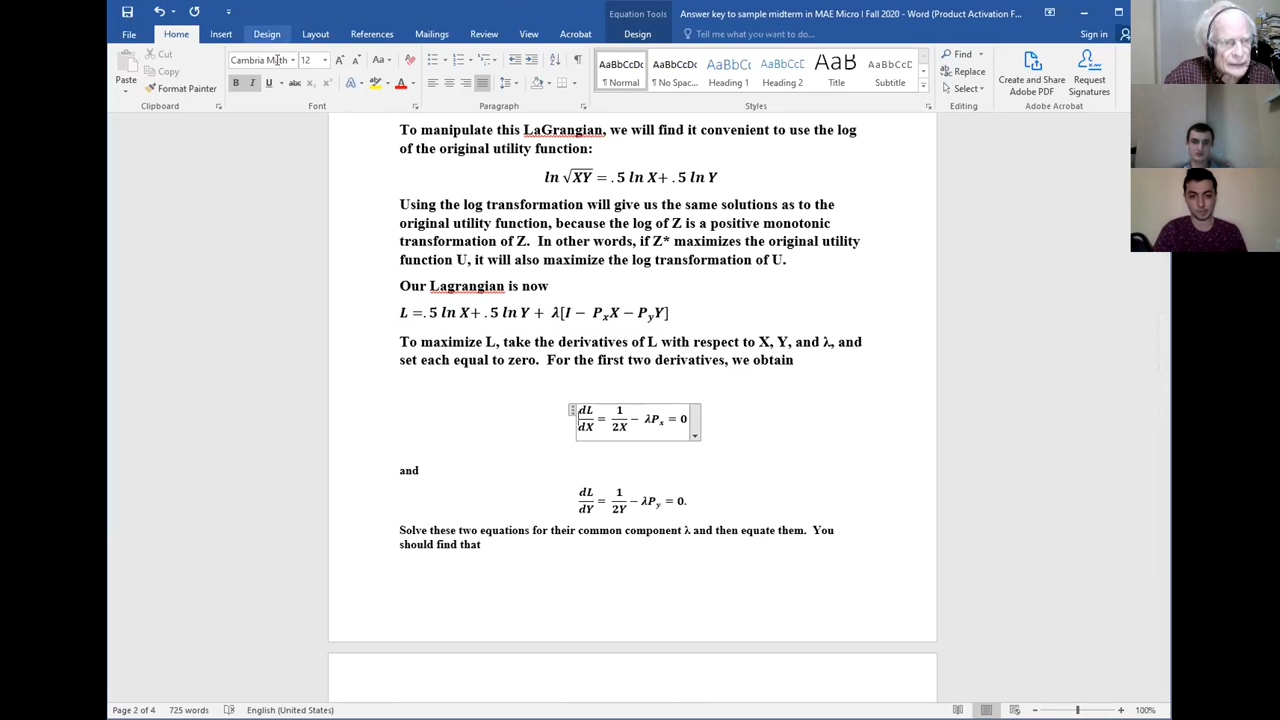 Equation Tools
Answer key to sample midterm in MAE Micro I Fall 2020 - Word (Product Activation F...
File Home Insert Design Layout References Mailings Review View Acrobat Design Tell me what you want to do... Sign in
Paste
Cut
Copy
Format Painter
Clipboard
Cambria Math 12
Aa
B I U abc X₂ X²
Font
Paragraph
AaBbCcDc AaBbCcDc AaBbC AaBbCcC AaB AaBbCcC
¶ Normal ¶ No Spac... Heading 1 Heading 2 Title Subtitle
Styles
Find
Replace
Select
Editing
Create and Share Adobe PDF
Request Signatures
Adobe Acrobat
To manipulate this LaGrangian, we will find it convenient to use the log
of the original utility function:
ln √XY = .5 ln X + .5 ln Y
Using the log transformation will give us the same solutions as to the
original utility function, because the log of Z is a positive monotonic
transformation of Z. In other words, if Z* maximizes the original utility
function U, it will also maximize the log transformation of U.
Our Lagrangian is now
L = .5 ln X + .5 ln Y + λ[I − PₓX − P_yY]
To maximize L, take the derivatives of L with respect to X, Y, and λ, and
set each equal to zero. For the first two derivatives, we obtain
dL/dX = 1/2X − λPₓ = 0
and
dL/dY = 1/2Y − λP_y = 0.
Solve these two equations for their common component λ and then equate them. You
should find that
Page 2 of 4 725 words English (United States) 100%